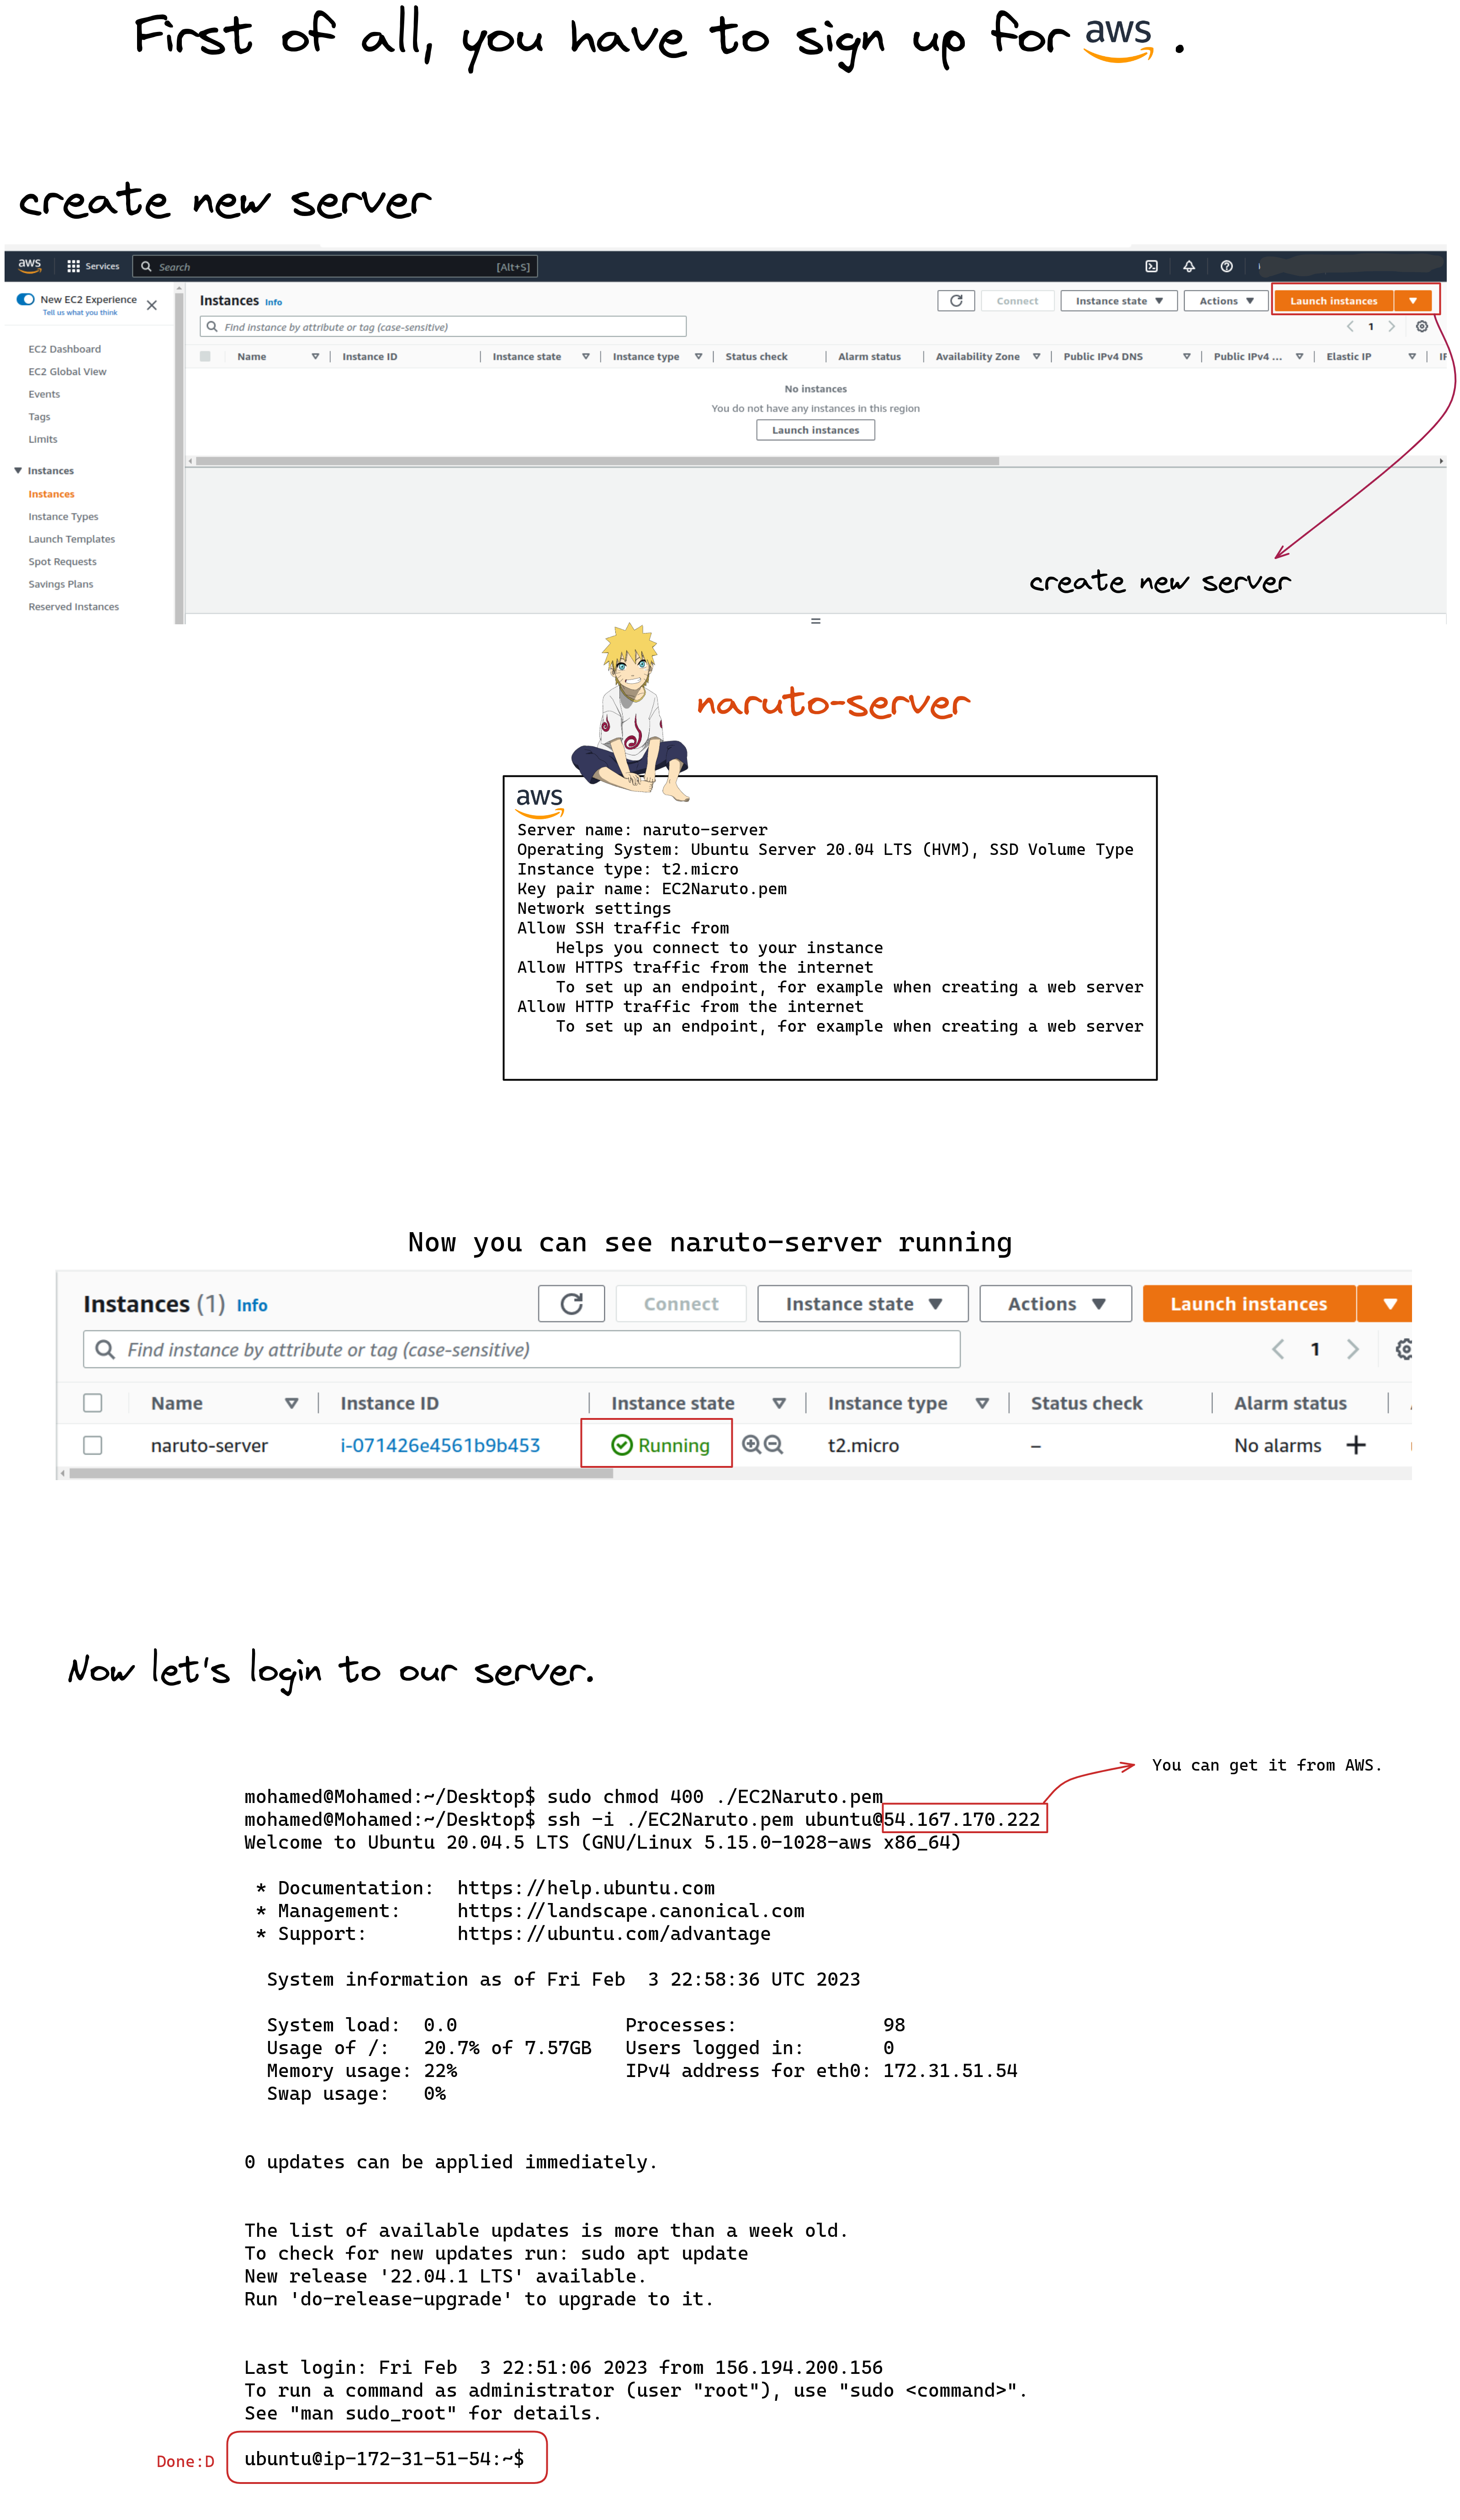 First of all, you have to sign up for aws .
create new server
aws Services Search [Alt+S]
New EC2 Experience
Tell us what you think
EC2 Dashboard
EC2 Global View
Events
Tags
Limits
Instances
Instances
Instance Types
Launch Templates
Spot Requests
Savings Plans
Reserved Instances
Instances Info Connect Instance state Actions Launch instances
Find instance by attribute or tag (case-sensitive) 1
Name Instance ID Instance state Instance type Status check Alarm status Availability Zone Public IPv4 DNS Public IPv4 ... Elastic IP
No instances
You do not have any instances in this region
Launch instances
create new server
naruto-server
aws
Server name: naruto-server
Operating System: Ubuntu Server 20.04 LTS (HVM), SSD Volume Type
Instance type: t2.micro
Key pair name: EC2Naruto.pem
Network settings
Allow SSH traffic from
Helps you connect to your instance
Allow HTTPS traffic from the internet
To set up an endpoint, for example when creating a web server
Allow HTTP traffic from the internet
To set up an endpoint, for example when creating a web server
Now you can see naruto-server running
Instances (1) Info Connect Instance state Actions Launch instances
Find instance by attribute or tag (case-sensitive) 1
Name Instance ID Instance state Instance type Status check Alarm status
naruto-server i-071426e4561b9b453 Running t2.micro – No alarms +
Now let's login to our server.
You can get it from AWS.
mohamed@Mohamed:~/Desktop$ sudo chmod 400 ./EC2Naruto.pem
mohamed@Mohamed:~/Desktop$ ssh -i ./EC2Naruto.pem ubuntu@54.167.170.222
Welcome to Ubuntu 20.04.5 LTS (GNU/Linux 5.15.0-1028-aws x86_64)
* Documentation: https://help.ubuntu.com
* Management: https://landscape.canonical.com
* Support: https://ubuntu.com/advantage
System information as of Fri Feb 3 22:58:36 UTC 2023
System load: 0.0 Processes: 98
Usage of /: 20.7% of 7.57GB Users logged in: 0
Memory usage: 22% IPv4 address for eth0: 172.31.51.54
Swap usage: 0%
0 updates can be applied immediately.
The list of available updates is more than a week old.
To check for new updates run: sudo apt update
New release '22.04.1 LTS' available.
Run 'do-release-upgrade' to upgrade to it.
Last login: Fri Feb 3 22:51:06 2023 from 156.194.200.156
To run a command as administrator (user "root"), use "sudo <command>".
See "man sudo_root" for details.
Done:D ubuntu@ip-172-31-51-54:~$